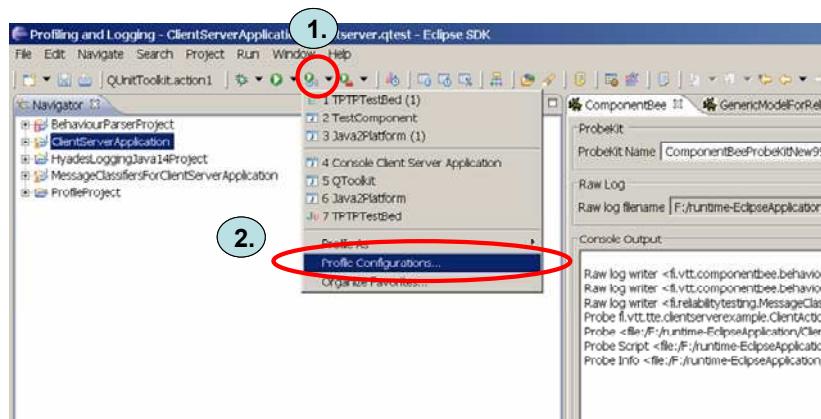 Profiling and Logging - ClientServerApplicatio
tserver.qtest - Eclipse SDK
1.
File Edit Navigate Search Project Run Window Help
QUnitToolkit.action1
Navigator
BehaviourParserProject
ClientServerApplication
HyadesLoggingJava14Project
MessageClassifiersForClientServerApplication
ProfileProject
1 TPTPTestBed (1)
2 TestComponent
3 Java2Platform (1)
4 Console Client Server Application
5 QToolkit
6 Java2Platform
Ju 7 TPTPTestBed
2.
Profile As
Profile Configurations...
Organize Favorites...
ComponentBee
GenericModelForRel
ProbeKit
ProbeKit Name ComponentBeeProbeKitNew99
Raw Log
Raw log filename F:/runtime-EclipseApplication
Console Output
Raw log writer <fi.vtt.componentbee.behavio
Raw log writer <fi.vtt.componentbee.behavio
Raw log writer <fi.reliabilitytesting.MessageClas
Probe fi.vtt.tte.clientserverexample.ClientActio
Probe <file:/F:/runtime-EclipseApplication/Clien
Probe Script <file:/F:/runtime-EclipseApplicatio
Probe Info <file:/F:/runtime-EclipseApplication